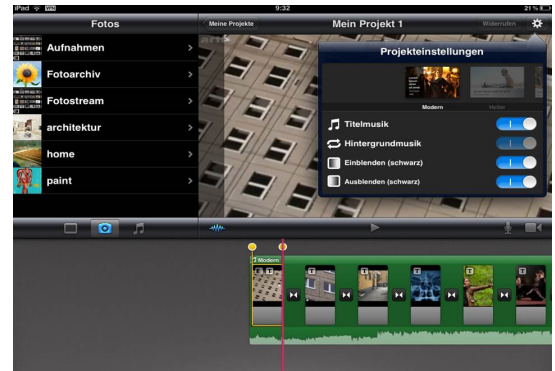 iPad VPN 9:32 21 %
Fotos
Meine Projekte Mein Projekt 1 Widerrufen
Aufnahmen
Fotoarchiv
Fotostream
architektur
home
paint
Projekteinstellungen
Modern Heiter
Titelmusik
Hintergrundmusik
Einblenden (schwarz)
Ausblenden (schwarz)
Modern
T T T T T T T